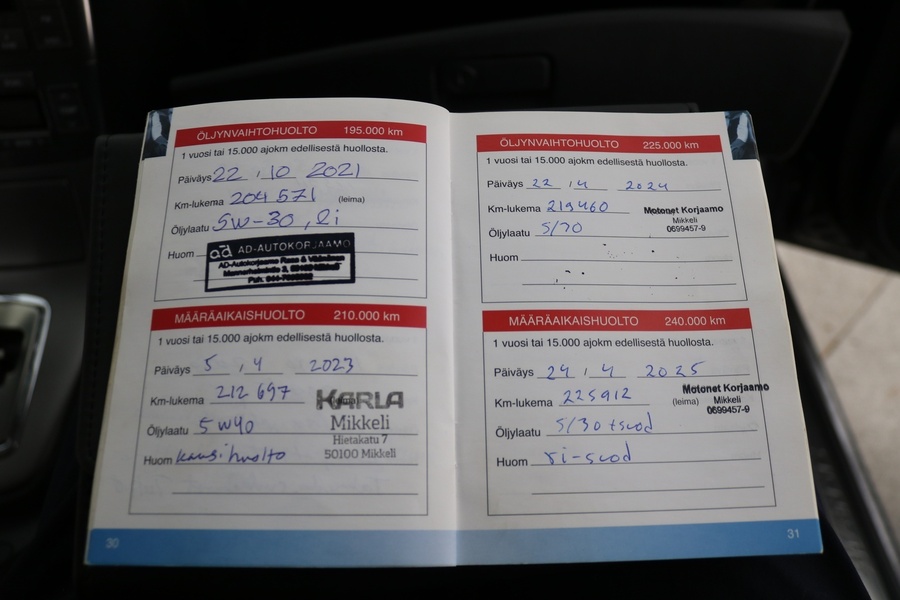 ÖLJYNVAIHTOHUOLTO 195.000 km
1 vuosi tai 15.000 ajokm edellisestä huollosta.
Päiväys 22 . 10 2021
Km-lukema 204 571 (leima)
Öljylaatu 5W-30
Huom
ad AD-AUTOKORJAAMO
MÄÄRÄAIKAISHUOLTO 210.000 km
1 vuosi tai 15.000 ajokm edellisestä huollosta.
Päiväys 5 . 4 2023
Km-lukema 212 697
KARLA
Mikkeli
Hietakatu 7
50100 Mikkeli
Öljylaatu 5w40
Huom kausihuolto
30
ÖLJYNVAIHTOHUOLTO 225.000 km
1 vuosi tai 15.000 ajokm edellisestä huollosta.
Päiväys 22 . 4 2024
Km-lukema 219460
Motonet Korjaamo
Mikkeli
0699457-9
Öljylaatu
Huom
MÄÄRÄAIKAISHUOLTO 240.000 km
1 vuosi tai 15.000 ajokm edellisestä huollosta.
Päiväys 24 . 4 2025
Km-lukema 225912 (leima)
Motonet Korjaamo
Mikkeli
0699457-9
Öljylaatu 5/30 +suod
Huom ri-suod
31